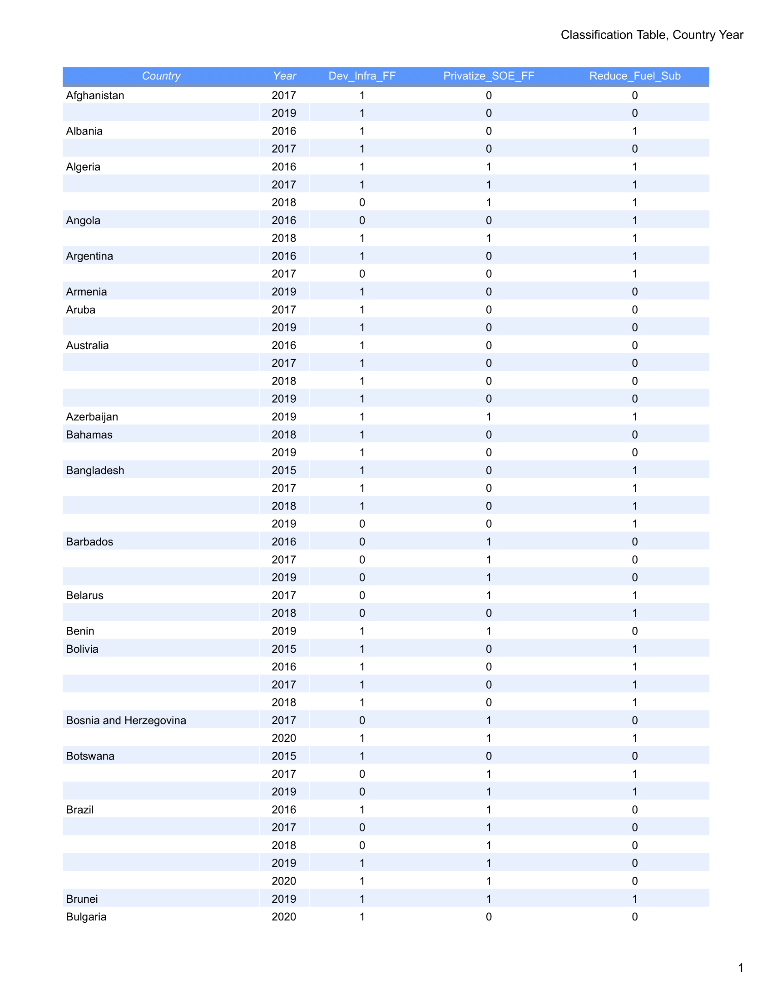 Classification Table, Country Year
Country Year Dev_Infra_FF Privatize_SOE_FF Reduce_Fuel_Sub
Afghanistan 2017 1 0 0
2019 1 0 0
Albania 2016 1 0 1
2017 1 0 0
Algeria 2016 1 1 1
2017 1 1 1
2018 0 1 1
Angola 2016 0 0 1
2018 1 1 1
Argentina 2016 1 0 1
2017 0 0 1
Armenia 2019 1 0 0
Aruba 2017 1 0 0
2019 1 0 0
Australia 2016 1 0 0
2017 1 0 0
2018 1 0 0
2019 1 0 0
Azerbaijan 2019 1 1 1
Bahamas 2018 1 0 0
2019 1 0 0
Bangladesh 2015 1 0 1
2017 1 0 1
2018 1 0 1
2019 0 0 1
Barbados 2016 0 1 0
2017 0 1 0
2019 0 1 0
Belarus 2017 0 1 1
2018 0 0 1
Benin 2019 1 1 0
Bolivia 2015 1 0 1
2016 1 0 1
2017 1 0 1
2018 1 0 1
Bosnia and Herzegovina 2017 0 1 0
2020 1 1 1
Botswana 2015 1 0 0
2017 0 1 1
2019 0 1 1
Brazil 2016 1 1 0
2017 0 1 0
2018 0 1 0
2019 1 1 0
2020 1 1 0
Brunei 2019 1 1 1
Bulgaria 2020 1 0 0
1